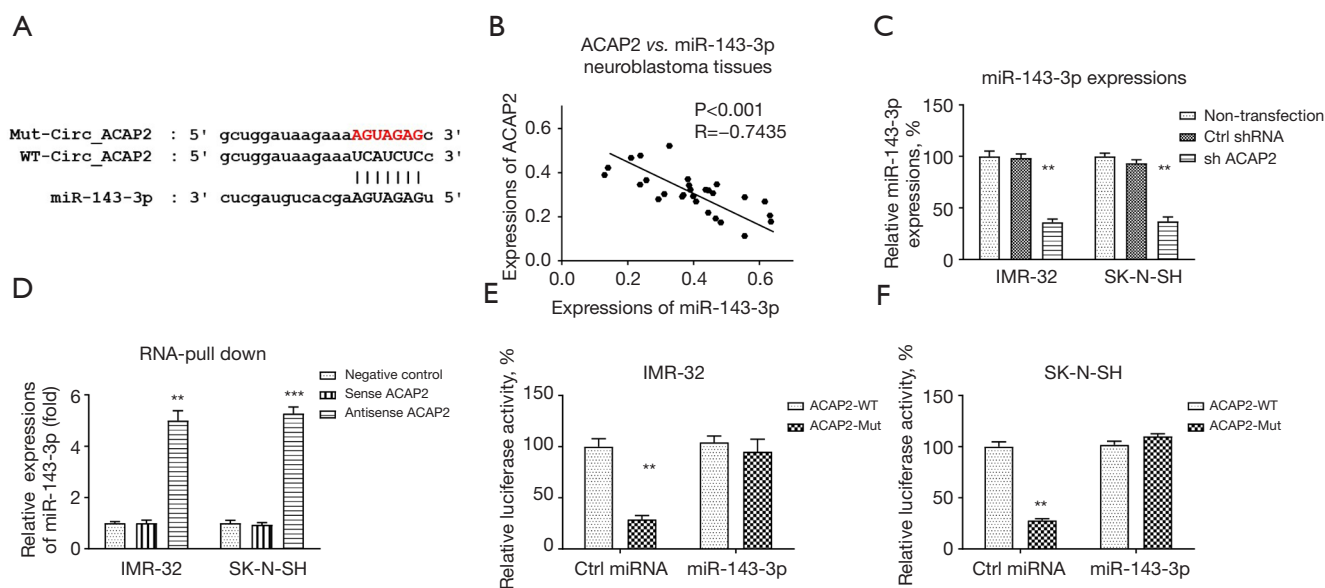 A
Mut-Circ_ACAP2 : 5' gcuggauaagaaaAGUAGAGc 3'
WT-Circ_ACAP2 : 5' gcuggauaagaaaUCAUCUCc 3'
miR-143-3p : 3' cucgaugucacgaAGUAGAGu 5'
B
ACAP2 vs. miR-143-3p
neuroblastoma tissues
P<0.001
R=−0.7435
Expressions of ACAP2
0.6
0.4
0.2
0.0
0.0 0.2 0.4 0.6
Expressions of miR-143-3p
C
miR-143-3p expressions
Relative miR-143-3p
expressions, %
150
100
50
0
** **
IMR-32 SK-N-SH
Non-transfection
Ctrl shRNA
sh ACAP2
D
RNA-pull down
Relative expressions
of miR-143-3p (fold)
6
4
2
0
** ***
IMR-32 SK-N-SH
Negative control
Sense ACAP2
Antisense ACAP2
E
IMR-32
Relative luciferase activity, %
150
100
50
0
**
Ctrl miRNA miR-143-3p
ACAP2-WT
ACAP2-Mut
F
SK-N-SH
Relative luciferase activity, %
150
100
50
0
**
Ctrl miRNA miR-143-3p
ACAP2-WT
ACAP2-Mut